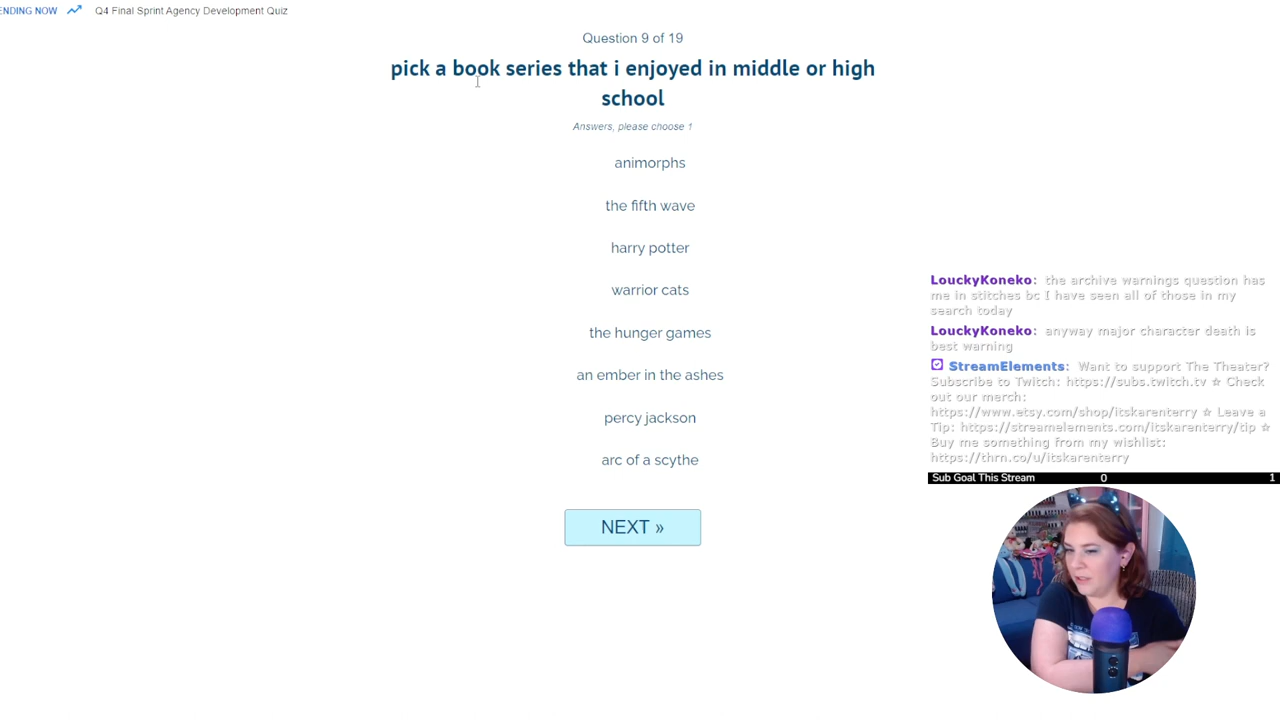 ENDING NOW Q4 Final Sprint Agency Development Quiz
Question 9 of 19
pick a book series that i enjoyed in middle or high
school
Answers, please choose 1
animorphs
the fifth wave
harry potter
warrior cats
the hunger games
an ember in the ashes
percy jackson
arc of a scythe
NEXT »
LouckyKoneko: the archive warnings question has
me in stitches bc I have seen all of those in my
search today
LouckyKoneko: anyway major character death is
best warning
StreamElements: Want to support The Theater?
Subscribe to Twitch: https://subs.twitch.tv ☆ Check
out our merch:
https://www.etsy.com/shop/itskarenterry ☆ Leave a
Tip: https://streamelements.com/itskarenterry/tip ☆
Buy me something from my wishlist:
https://thrn.co/u/itskarenterry
Sub Goal This Stream 0 1